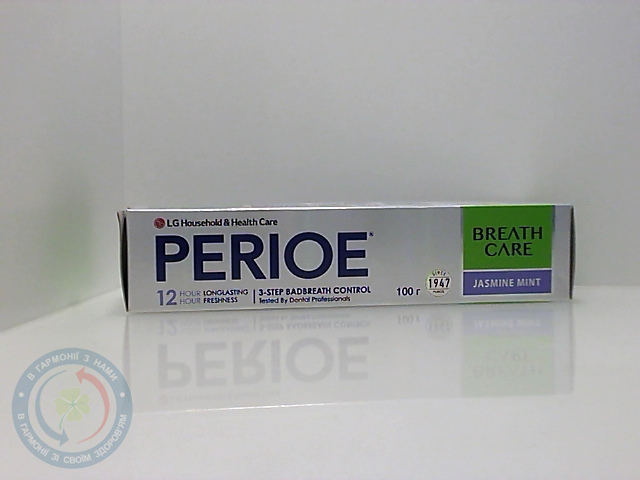 LG Household & Health Care
PERIOE
12 HOUR LONGLASTING
HOUR FRESHNESS
3-STEP BADBREATH CONTROL
Tested By Dental Professionals
100 г
SINCE
1947
BREATH
CARE
JASMINE MINT
В ГАРМОНІЇ З НАМИ
В ГАРМОНІЇ ЗІ СВОЇМ ЗДОРОВ'ЯМ